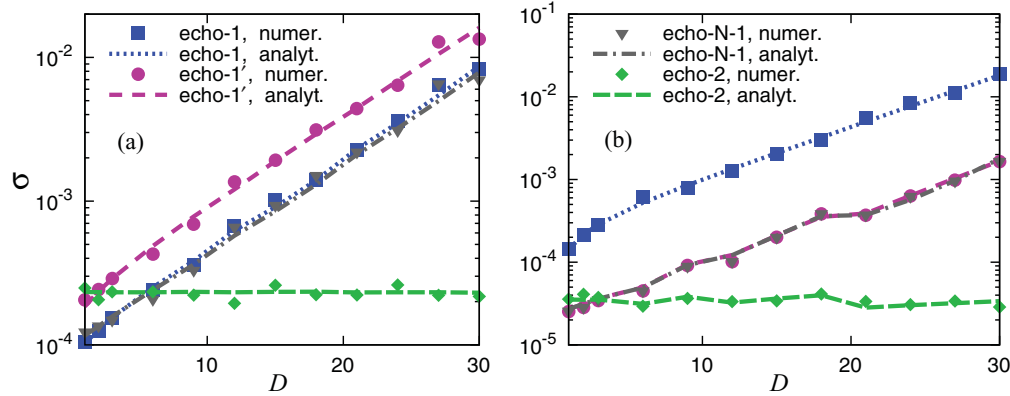 σ
10⁻²
10⁻³
10⁻⁴
echo-1, numer.
echo-1, analyt.
echo-1′, numer.
echo-1′, analyt.
(a)
10 20 30
D
10⁻¹
10⁻²
10⁻³
10⁻⁴
10⁻⁵
echo-N-1, numer.
echo-N-1, analyt.
echo-2, numer.
echo-2, analyt.
(b)
10 20 30
D